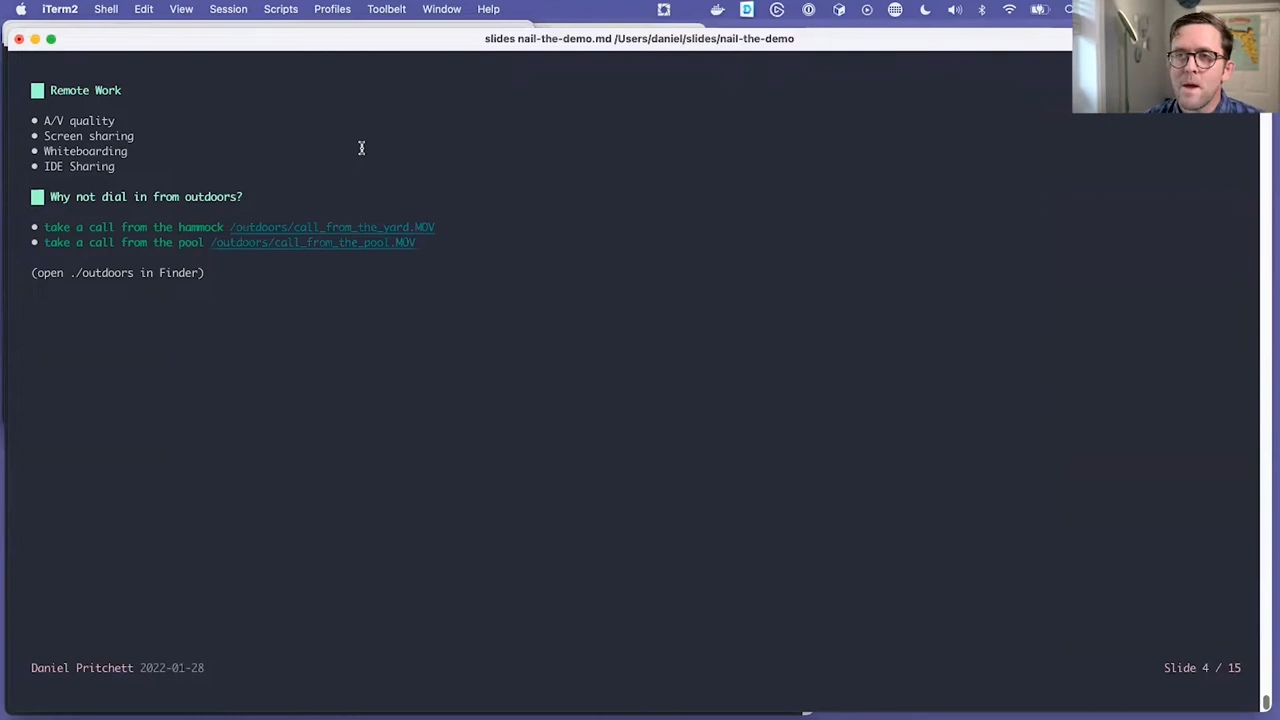 iTerm2 Shell Edit View Session Scripts Profiles Toolbelt Window Help
slides nail-the-demo.md /Users/daniel/slides/nail-the-demo
Remote Work
• A/V quality
• Screen sharing
• Whiteboarding
• IDE Sharing
Why not dial in from outdoors?
• take a call from the hammock /outdoors/call_from_the_yard.MOV
• take a call from the pool /outdoors/call_from_the_pool.MOV
(open ./outdoors in Finder)
Daniel Pritchett 2022-01-28
Slide 4 / 15